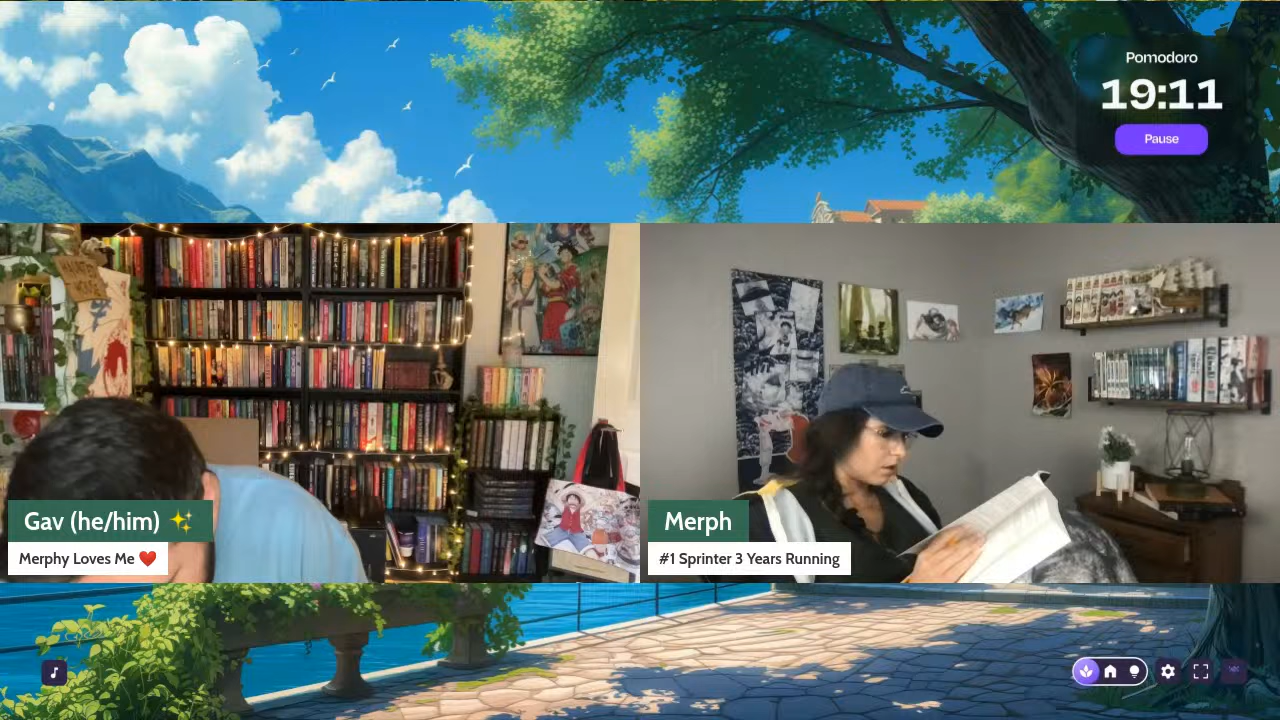 Pomodoro
19:11
Pause
Gav (he/him) ✨
Merphy Loves Me ❤️
Merph
#1 Sprinter 3 Years Running